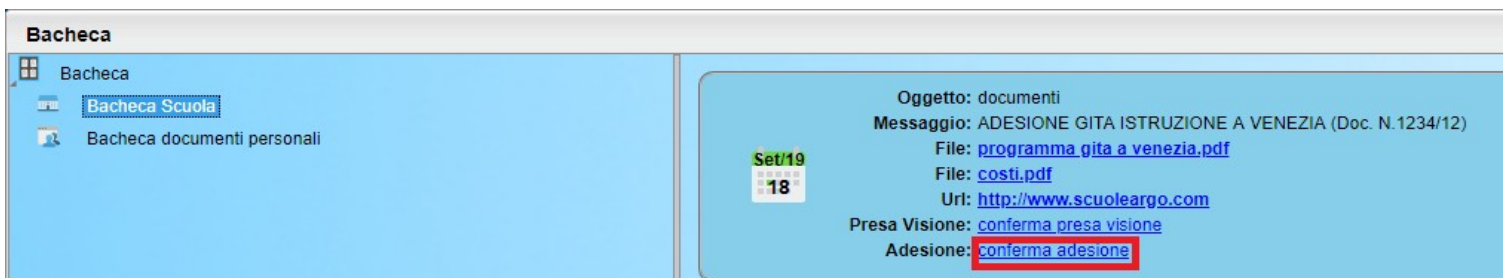 Bacheca
Bacheca
Bacheca Scuola
Bacheca documenti personali
Set/19
18
Oggetto: documenti
Messaggio: ADESIONE GITA ISTRUZIONE A VENEZIA (Doc. N.1234/12)
File: programma gita a venezia.pdf
File: costi.pdf
Url: http://www.scuoleargo.com
Presa Visione: conferma presa visione
Adesione: conferma adesione